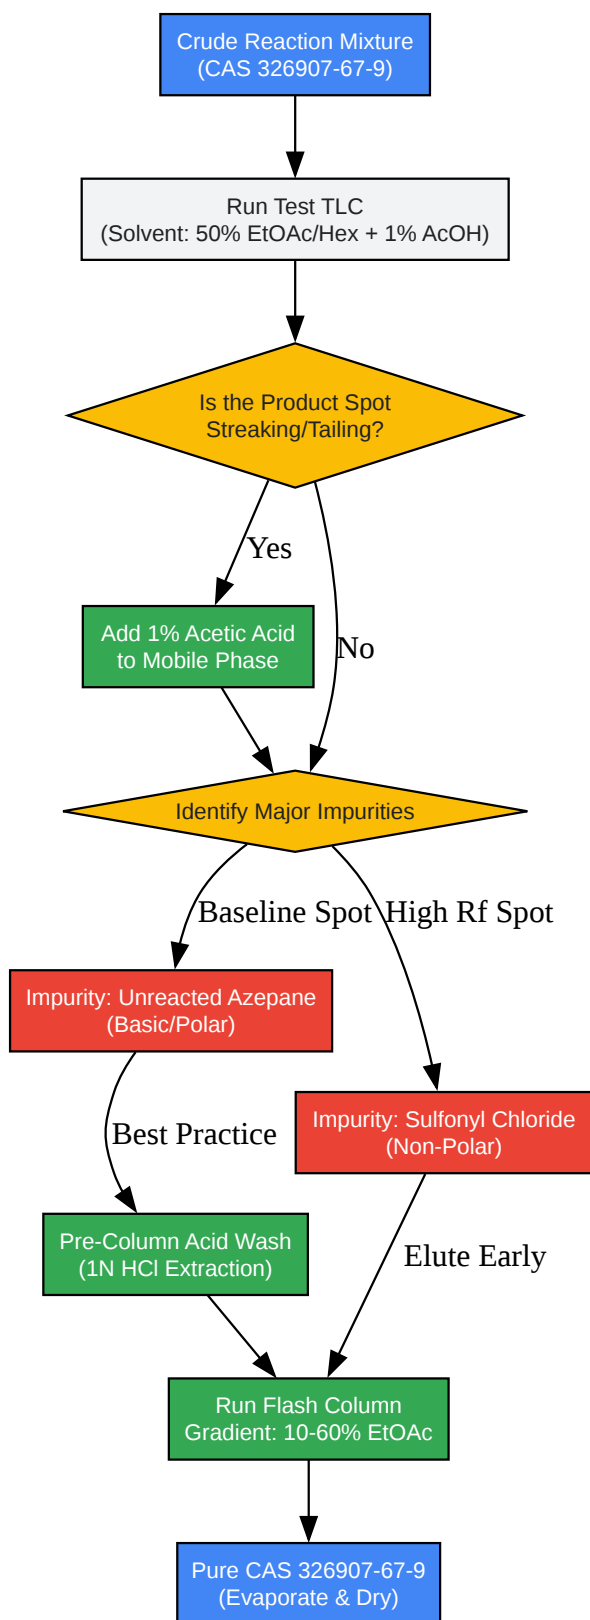 Crude Reaction Mixture
(CAS 326907-67-9)
Run Test TLC
(Solvent: 50% EtOAc/Hex + 1% AcOH)
Is the Product Spot
Streaking/Tailing?
Yes
Add 1% Acetic Acid
to Mobile Phase
No
Identify Major Impurities
Baseline Spot
High Rf Spot
Impurity: Unreacted Azepane
(Basic/Polar)
Impurity: Sulfonyl Chloride
(Non-Polar)
Best Practice
Pre-Column Acid Wash
(1N HCl Extraction)
Elute Early
Run Flash Column
Gradient: 10-60% EtOAc
Pure CAS 326907-67-9
(Evaporate & Dry)